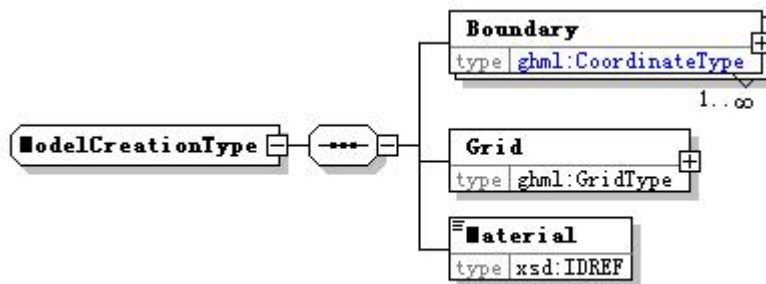 Boundary
type ghml:CoordinateType
1..∞
ModelCreationType
Grid
type ghml:GridType
Material
type xsd:IDREF